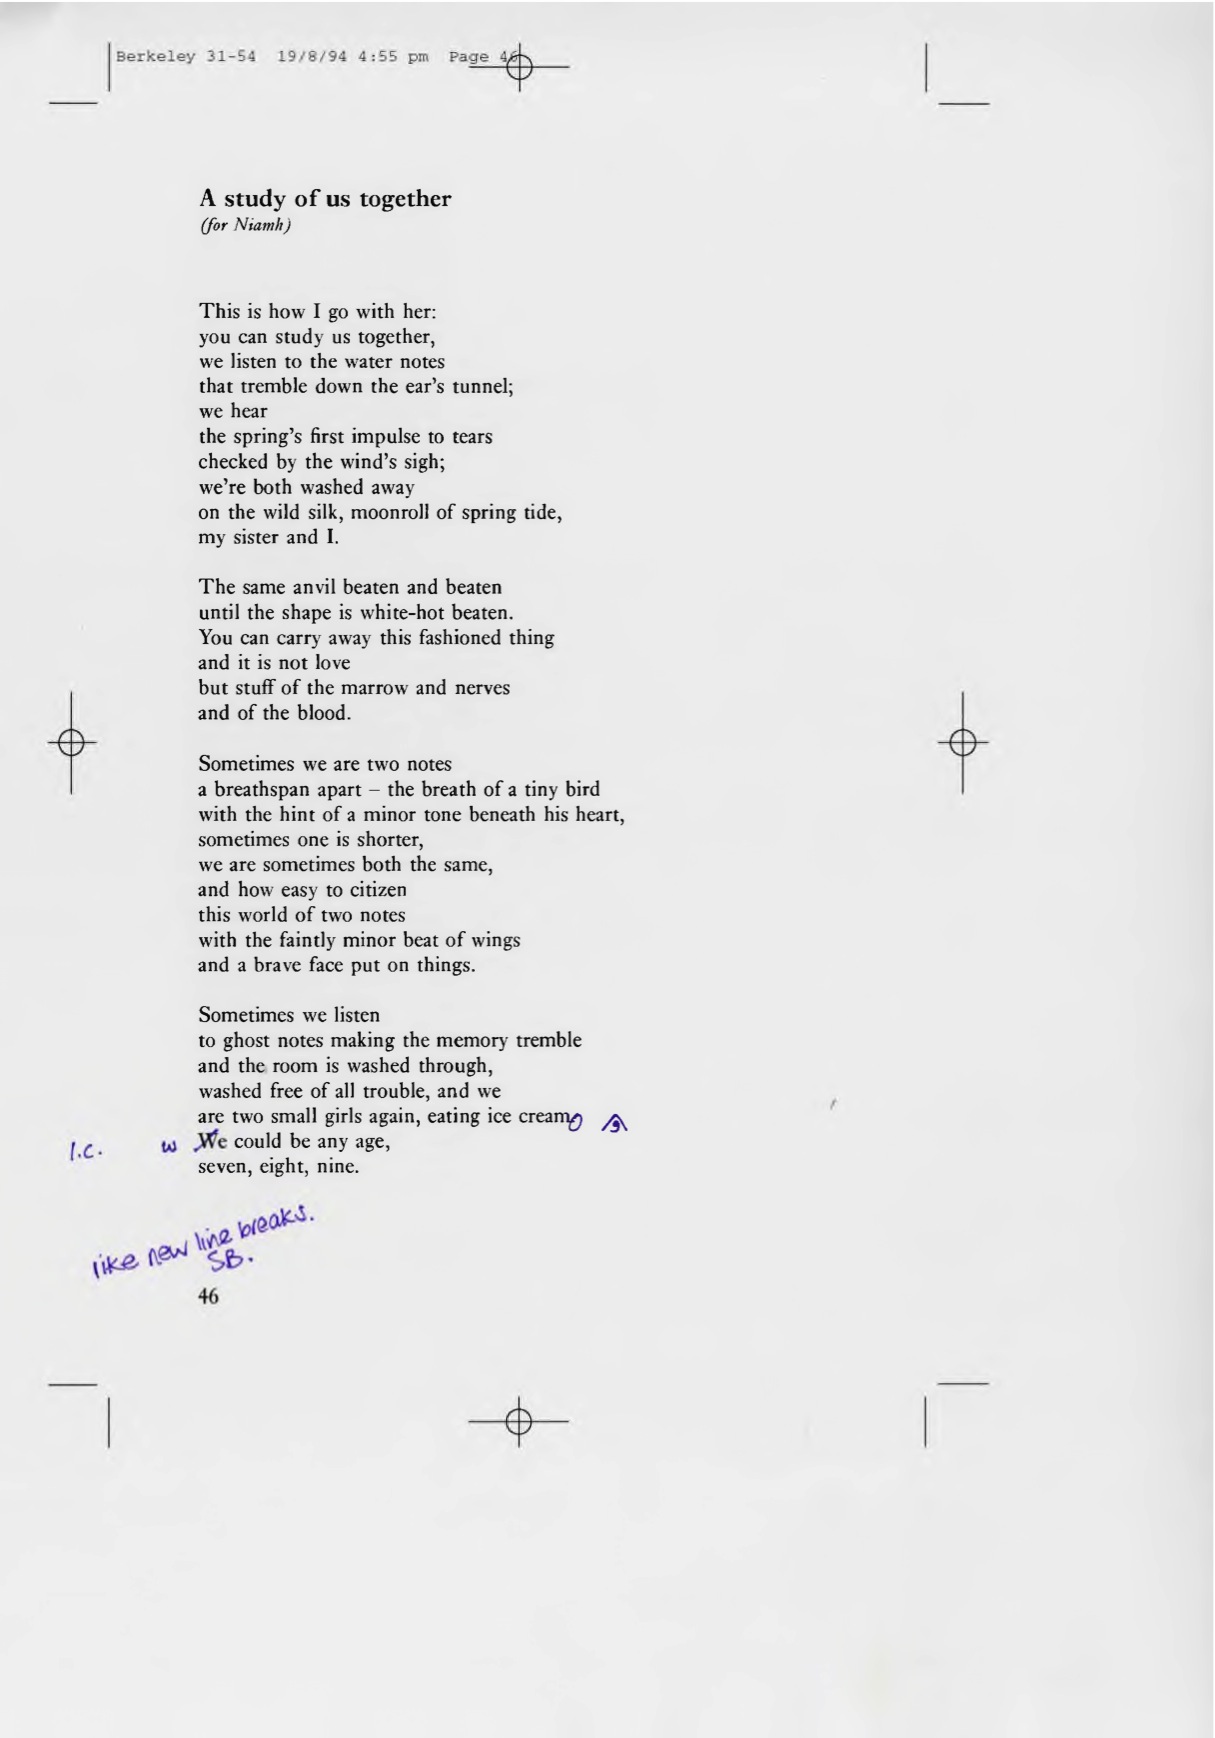 Berkeley 31-54 19/8/94 4:55 pm Page 46
A study of us together
(for Niamh)
This is how I go with her:
you can study us together,
we listen to the water notes
that tremble down the ear's tunnel;
we hear
the spring's first impulse to tears
checked by the wind's sigh;
we're both washed away
on the wild silk, moonroll of spring tide,
my sister and I.
The same anvil beaten and beaten
until the shape is white-hot beaten.
You can carry away this fashioned thing
and it is not love
but stuff of the marrow and nerves
and of the blood.
Sometimes we are two notes
a breathspan apart – the breath of a tiny bird
with the hint of a minor tone beneath his heart,
sometimes one is shorter,
we are sometimes both the same,
and how easy to citizen
this world of two notes
with the faintly minor beat of wings
and a brave face put on things.
Sometimes we listen
to ghost notes making the memory tremble
and the room is washed through,
washed free of all trouble, and we
are two small girls again, eating ice cream. ,
l.c. w We could be any age,
seven, eight, nine.
like new line breaks.
SB.
46